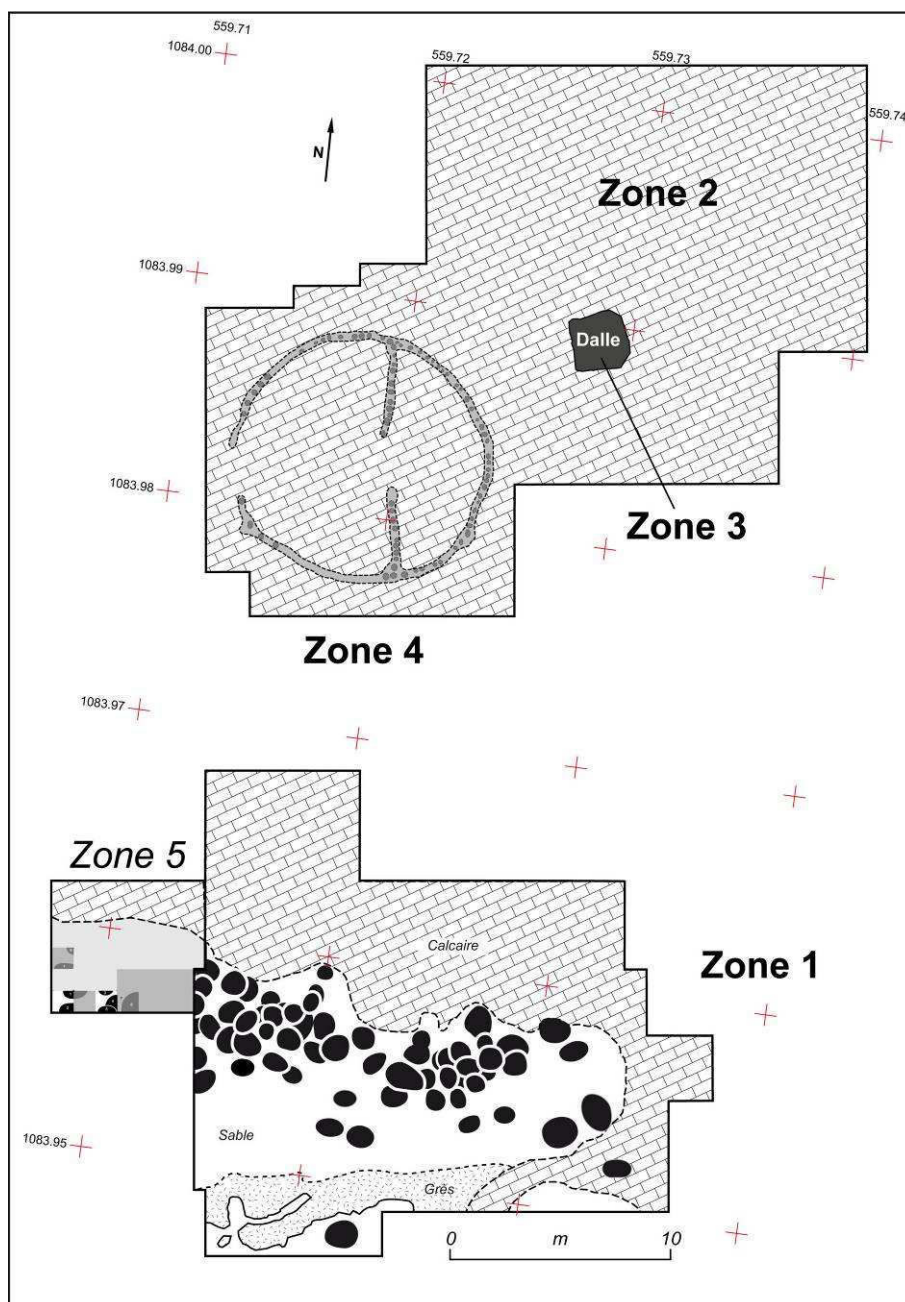 559.71
1084.00
559.72
559.73
559.74
N
Zone 2
1083.99
Dalle
1083.98
Zone 3
Zone 4
1083.97
Zone 5
Calcaire
Zone 1
Sable
1083.95
Grès
0 m 10